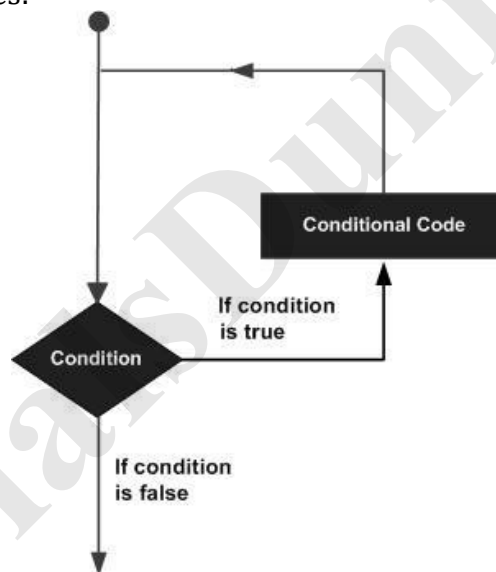 Conditional Code
If condition
is true
Condition
If condition
is false